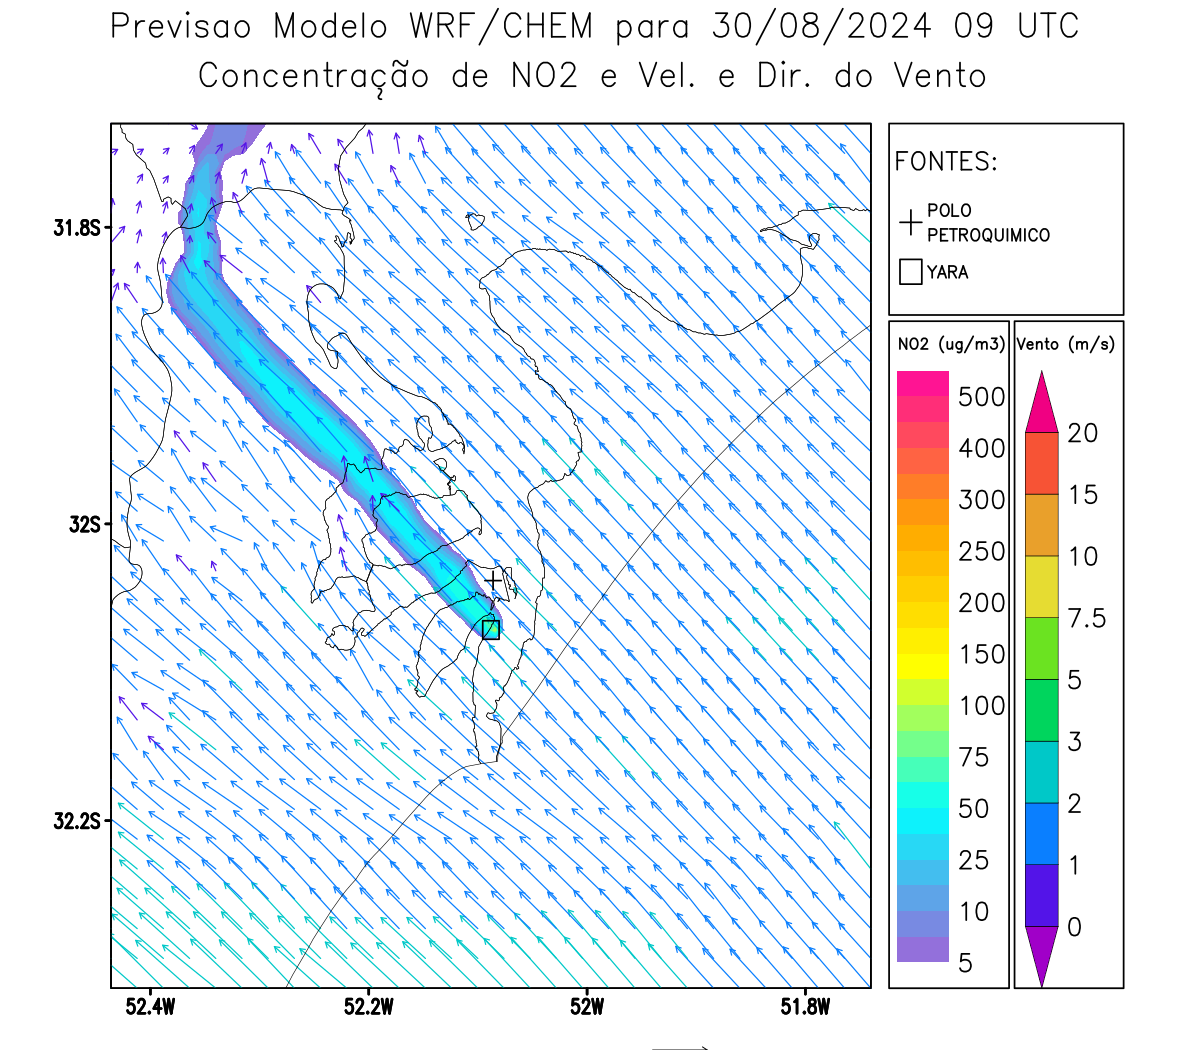 Previsao Modelo WRF/CHEM para 30/08/2024 09 UTC
Concentração de NO2 e Vel. e Dir. do Vento
FONTES:
POLO
PETROQUIMICO
YARA
NO2 (ug/m3)
500
400
300
250
200
150
100
75
50
25
10
5
Vento (m/s)
20
15
10
7.5
5
3
2
1
0
31.8S
32S
32.2S
52.4W
52.2W
52W
51.8W